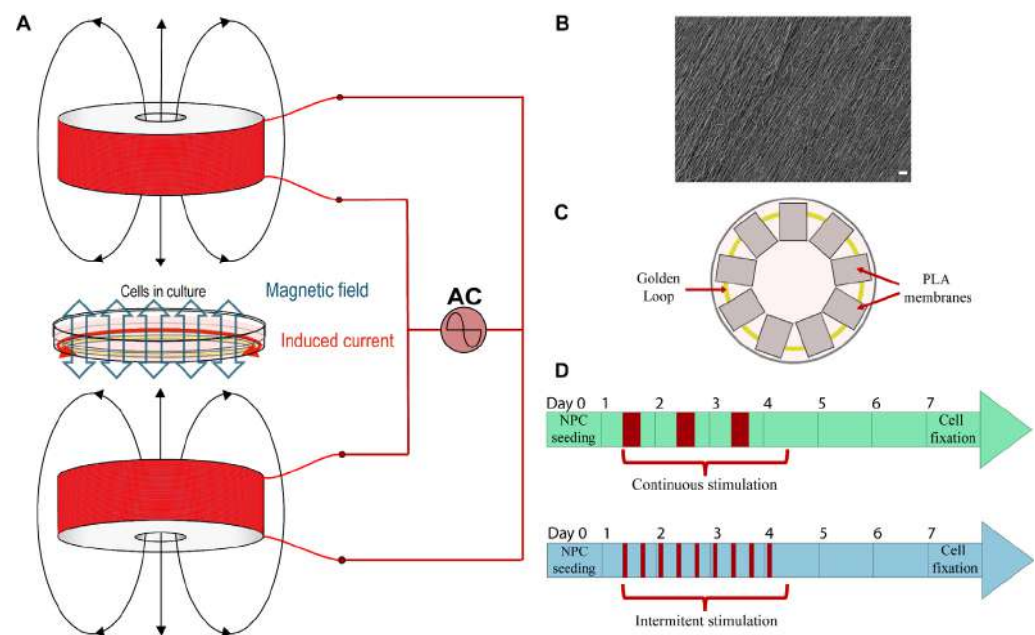 A
Cells in culture
Magnetic field
Induced current
AC
B
C
Golden
Loop
PLA
membranes
D
Day 0 1 2 3 4 5 6 7
NPC
seeding
Cell
fixation
Continuous stimulation
Day 0 1 2 3 4 5 6 7
NPC
seeding
Cell
fixation
Intermitent stimulation